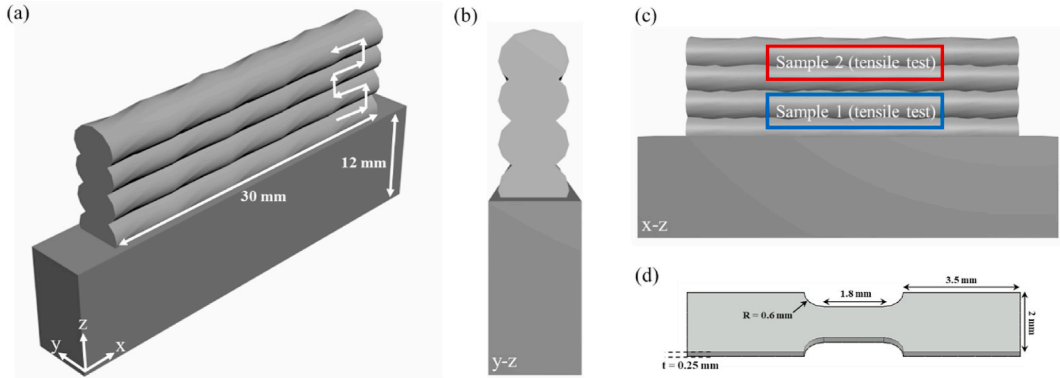 (a)
12 mm
30 mm
z
y
x
(b)
y-z
(c)
Sample 2 (tensile test)
Sample 1 (tensile test)
x-z
(d)
3.5 mm
1.8 mm
R = 0.6 mm
2 mm
t = 0.25 mm